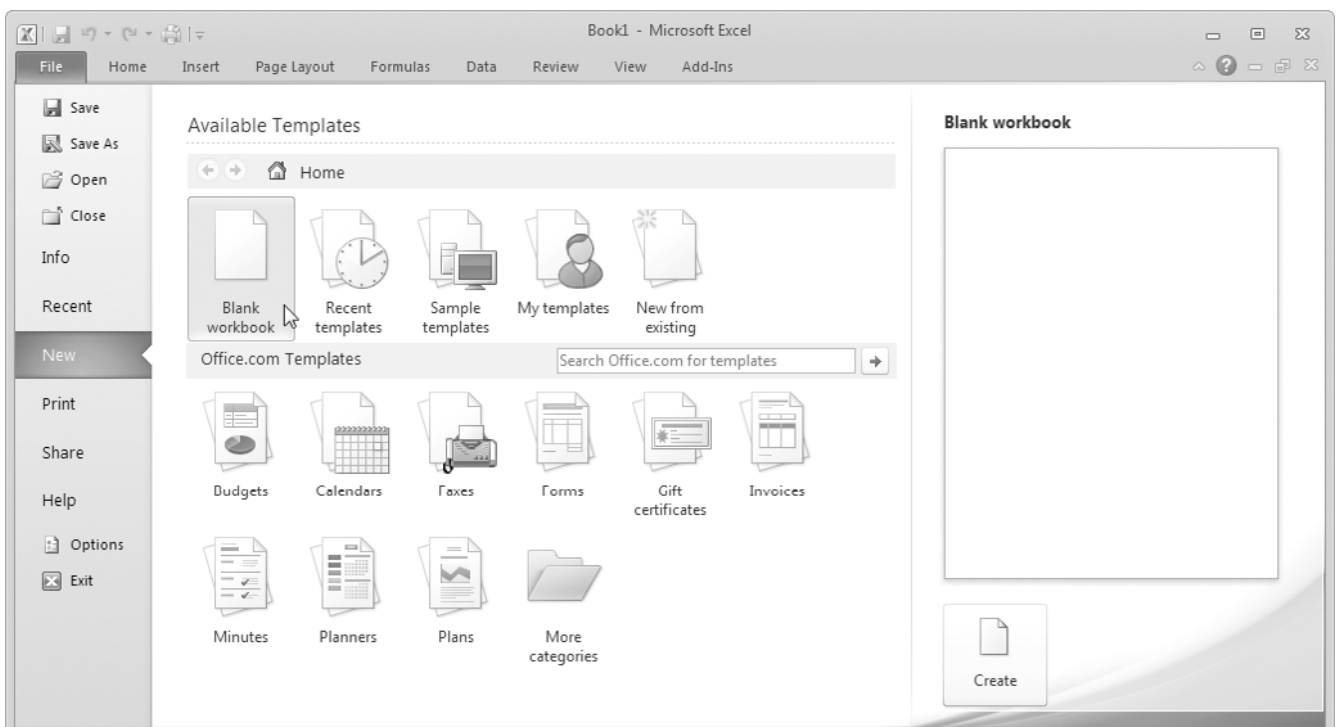 Book1 - Microsoft Excel
File Home Insert Page Layout Formulas Data Review View Add-Ins
Save
Save As
Open
Close
Info
Recent
New
Print
Share
Help
Options
Exit
Available Templates
Home
Blank
workbook
Recent
templates
Sample
templates
My templates
New from
existing
Office.com Templates
Search Office.com for templates
Budgets
Calendars
Faxes
Forms
Gift
certificates
Invoices
Minutes
Planners
Plans
More
categories
Blank workbook
Create